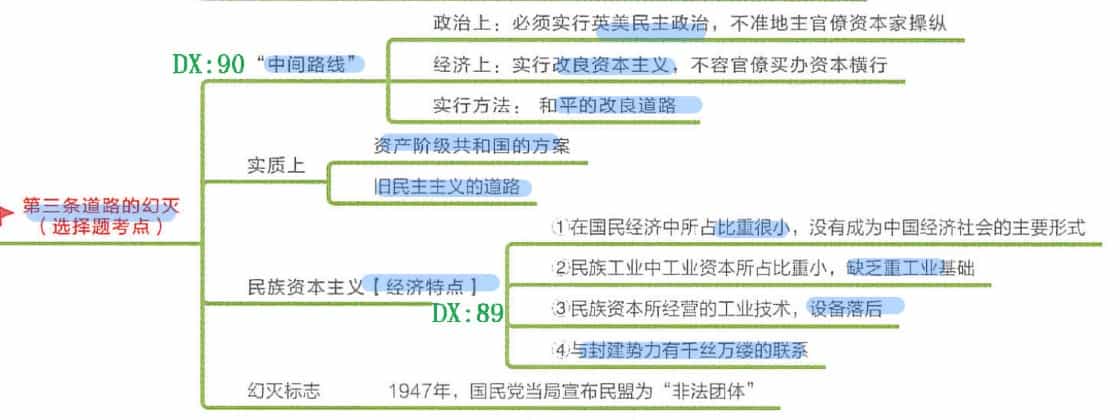 政治上：必须实行英美民主政治，不准地主官僚资本家操纵
DX:90 “中间路线”
经济上：实行改良资本主义，不容官僚买办资本横行
实行方法： 和平的改良道路
资产阶级共和国的方案
实质上
旧民主主义的道路
第三条道路的幻灭
（选择题考点）
①在国民经济中所占比重很小，没有成为中国经济社会的主要形式
②民族工业中工业资本所占比重小，缺乏重工业基础
民族资本主义【经济特点】
DX:89
③民族资本所经营的工业技术，设备落后
④与封建势力有千丝万缕的联系
幻灭标志 1947年，国民党当局宣布民盟为“非法团体”